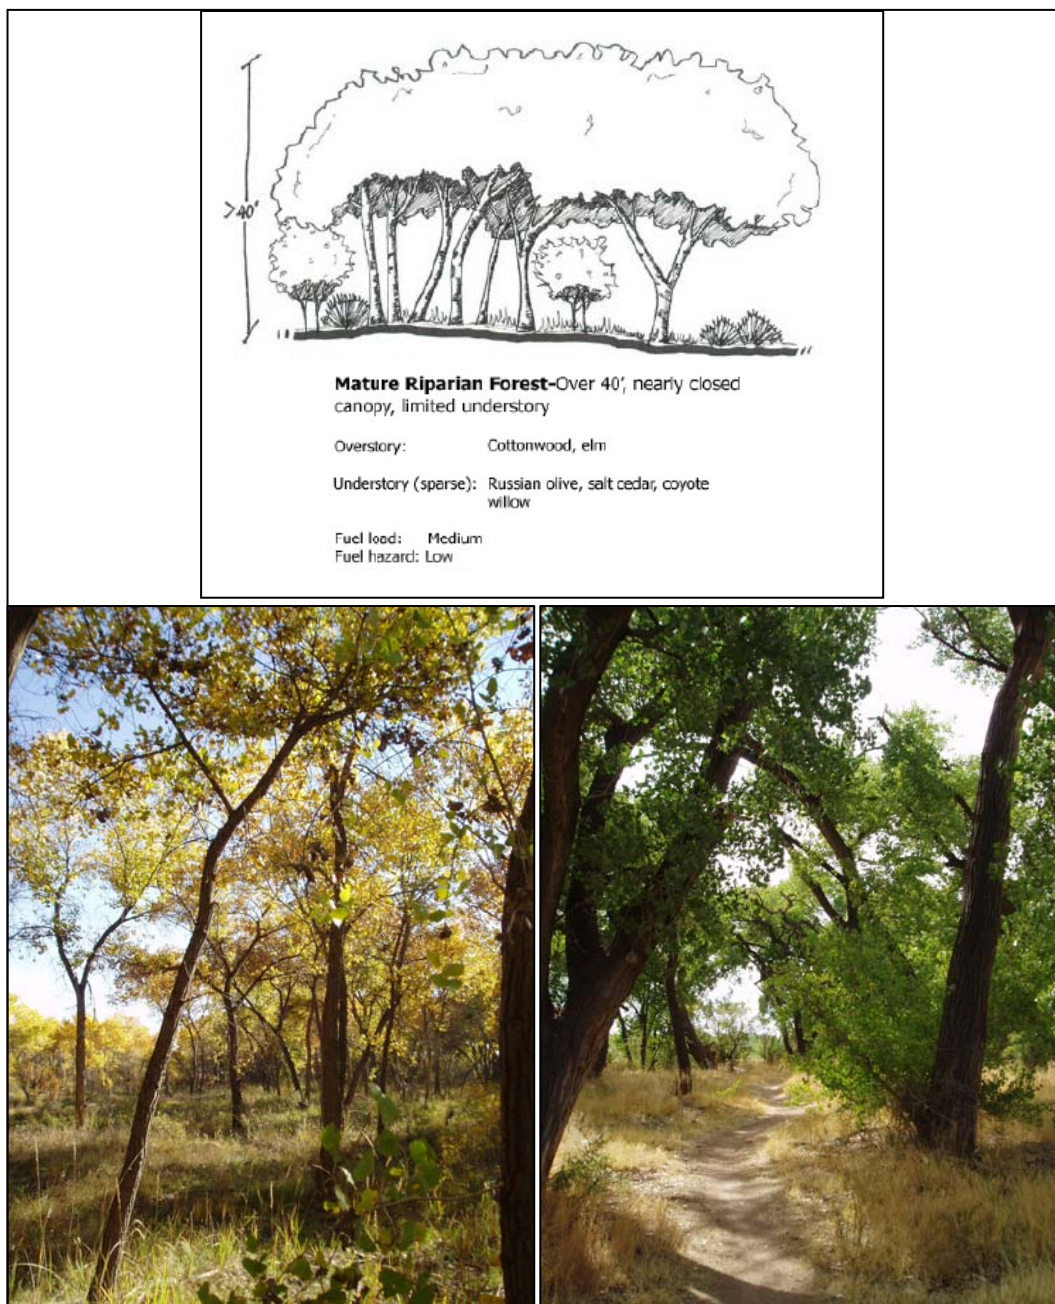 >40'
Mature Riparian Forest-Over 40', nearly closed
canopy, limited understory
Overstory: Cottonwood, elm
Understory (sparse): Russian olive, salt cedar, coyote
willow
Fuel load: Medium
Fuel hazard: Low